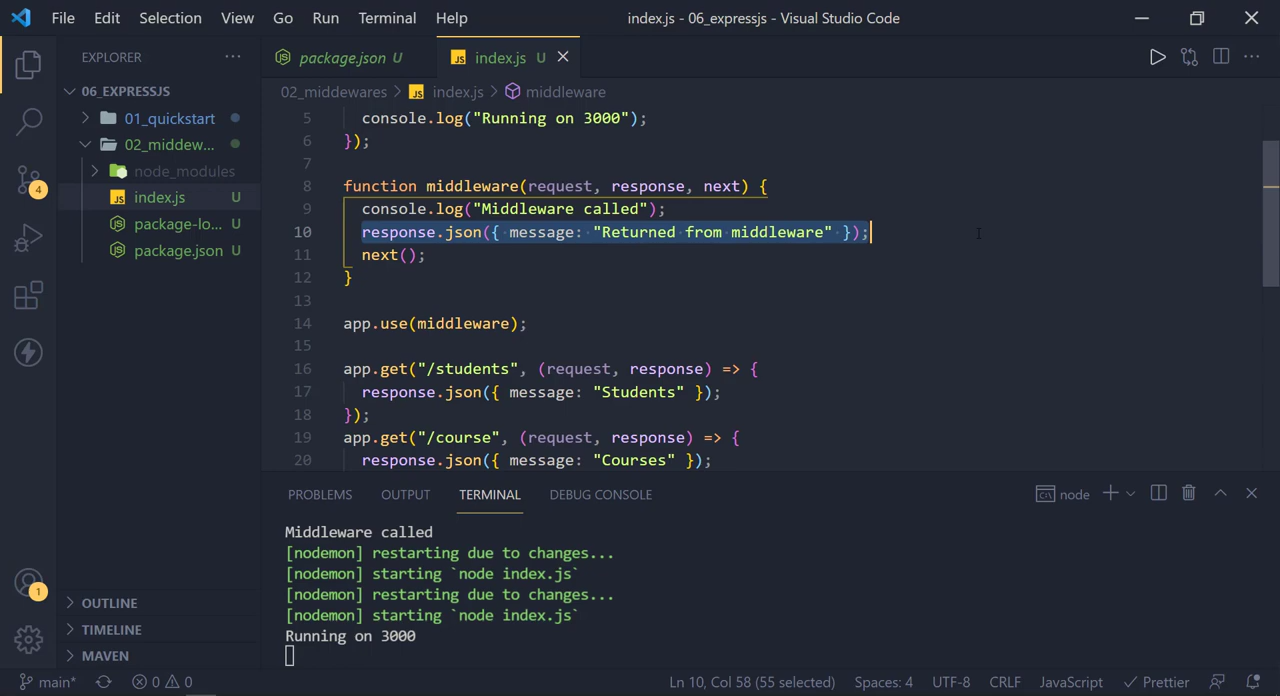 File Edit Selection View Go Run Terminal Help index.js - 06_expressjs - Visual Studio Code
EXPLORER
06_EXPRESSJS
01_quickstart
02_middew...
node_modules
index.js U
package-lo... U
package.json U
OUTLINE
TIMELINE
MAVEN
4
1
package.json U index.js U
02_middewares > index.js > middleware
5 console.log("Running on 3000");
6 });
7
8 function middleware(request, response, next) {
9 console.log("Middleware called");
10 response.json({ message: "Returned from middleware" });
11 next();
12 }
13
14 app.use(middleware);
15
16 app.get("/students", (request, response) => {
17 response.json({ message: "Students" });
18 });
19 app.get("/course", (request, response) => {
20 response.json({ message: "Courses" });
PROBLEMS OUTPUT TERMINAL DEBUG CONSOLE node
Middleware called
[nodemon] restarting due to changes...
[nodemon] starting `node index.js`
[nodemon] restarting due to changes...
[nodemon] starting `node index.js`
Running on 3000
main* 0 0 Ln 10, Col 58 (55 selected) Spaces: 4 UTF-8 CRLF JavaScript Prettier